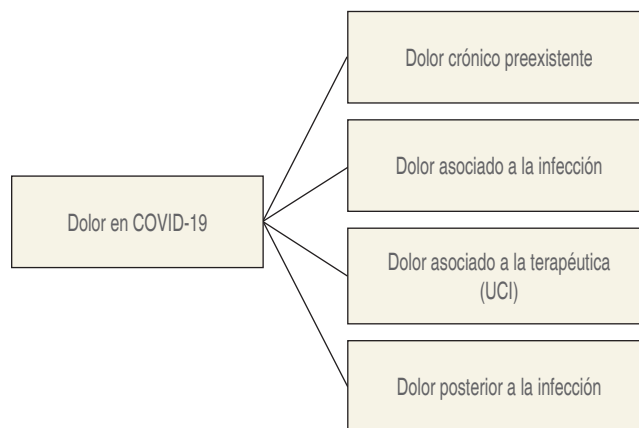 Dolor crónico preexistente
Dolor asociado a la infección
Dolor en COVID-19
Dolor asociado a la terapéutica
(UCI)
Dolor posterior a la infección